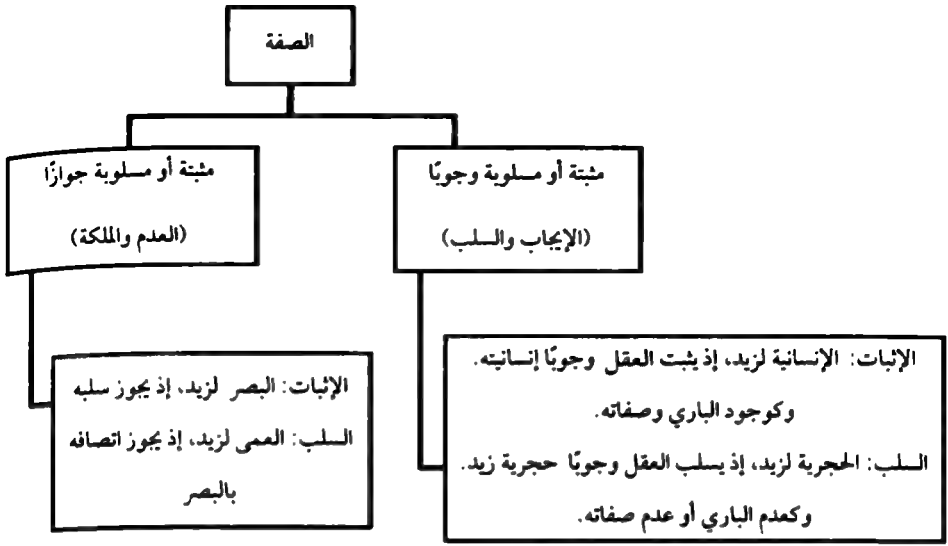 الصفة
مثبتة أو مسلوبة وجوبًا
(الإيجاب والسلب)
مثبتة أو مسلوبة جوازًا
(العدم والملكة)
الإثبات: الإنسانية لزيد، إذ يثبت العقل وجوبًا إنسانيته.
وكوجود الباري وصفاته.
السلب: الحجرية لزيد، إذ يسلب العقل وجوبًا حجرية زيد.
وكعدم الباري أو عدم صفاته.
الإثبات: البصر لزيد، إذ يجوز سلبه
السلب: العمى لزيد، إذ يجوز اتصافه
بالبصر